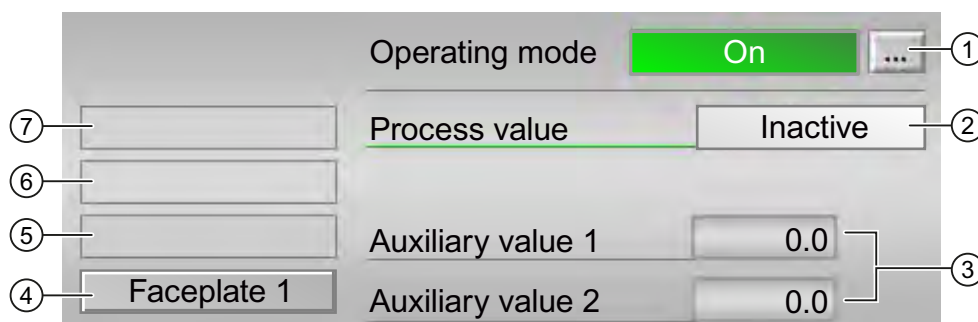 Operating mode On ... ①
⑦ Process value Inactive ②
⑥
⑤ Auxiliary value 1 0.0
③
④ Faceplate 1 Auxiliary value 2 0.0